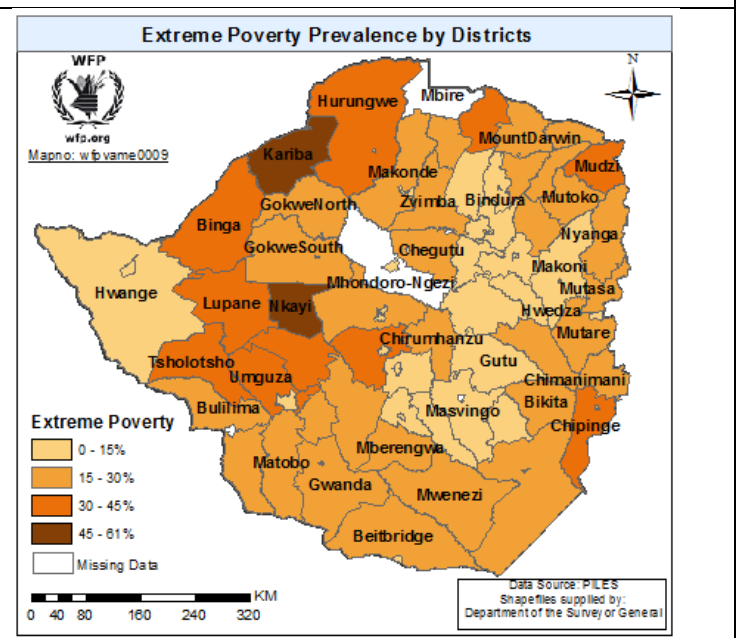 Extreme Poverty Prevalence by Districts
WFP
wfp.org
Mapno: wfpvame0009
N
Mbire
Hurungwe
MountDarwin
Kariba
Mudzi
Makonde
GokweNorth
Zvimba
Bindura
Mutoko
Binga
Nyanga
GokweSouth
Chegutu
Makoni
Mhondoro-Ngezi
Mutasa
Hwange
Lupane
Nkayi
Hwedza
Mutare
Chirumhanzu
Tsholotsho
Gutu
Umguza
Chimanimani
Bulilima
Bikita
Masvingo
Chipinge
Mberengwa
Matobo
Gwanda
Mwenezi
Beitbridge
Extreme Poverty
0 - 15%
15 - 30%
30 - 45%
45 - 61%
Missing Data
KM
0 40 80 160 240 320
Data Source: PILES
Shapefiles supplied by:
Department of the Surveyor General